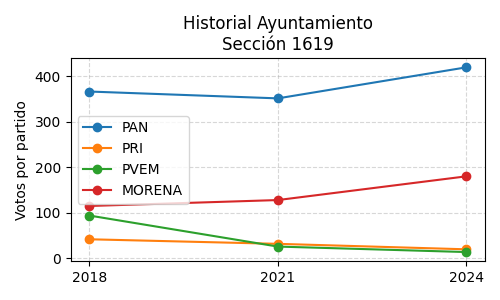 Historial Ayuntamiento
Sección 1619
Votos por partido
400
300
200
100
0
PAN
PRI
PVEM
MORENA
2018
2021
2024